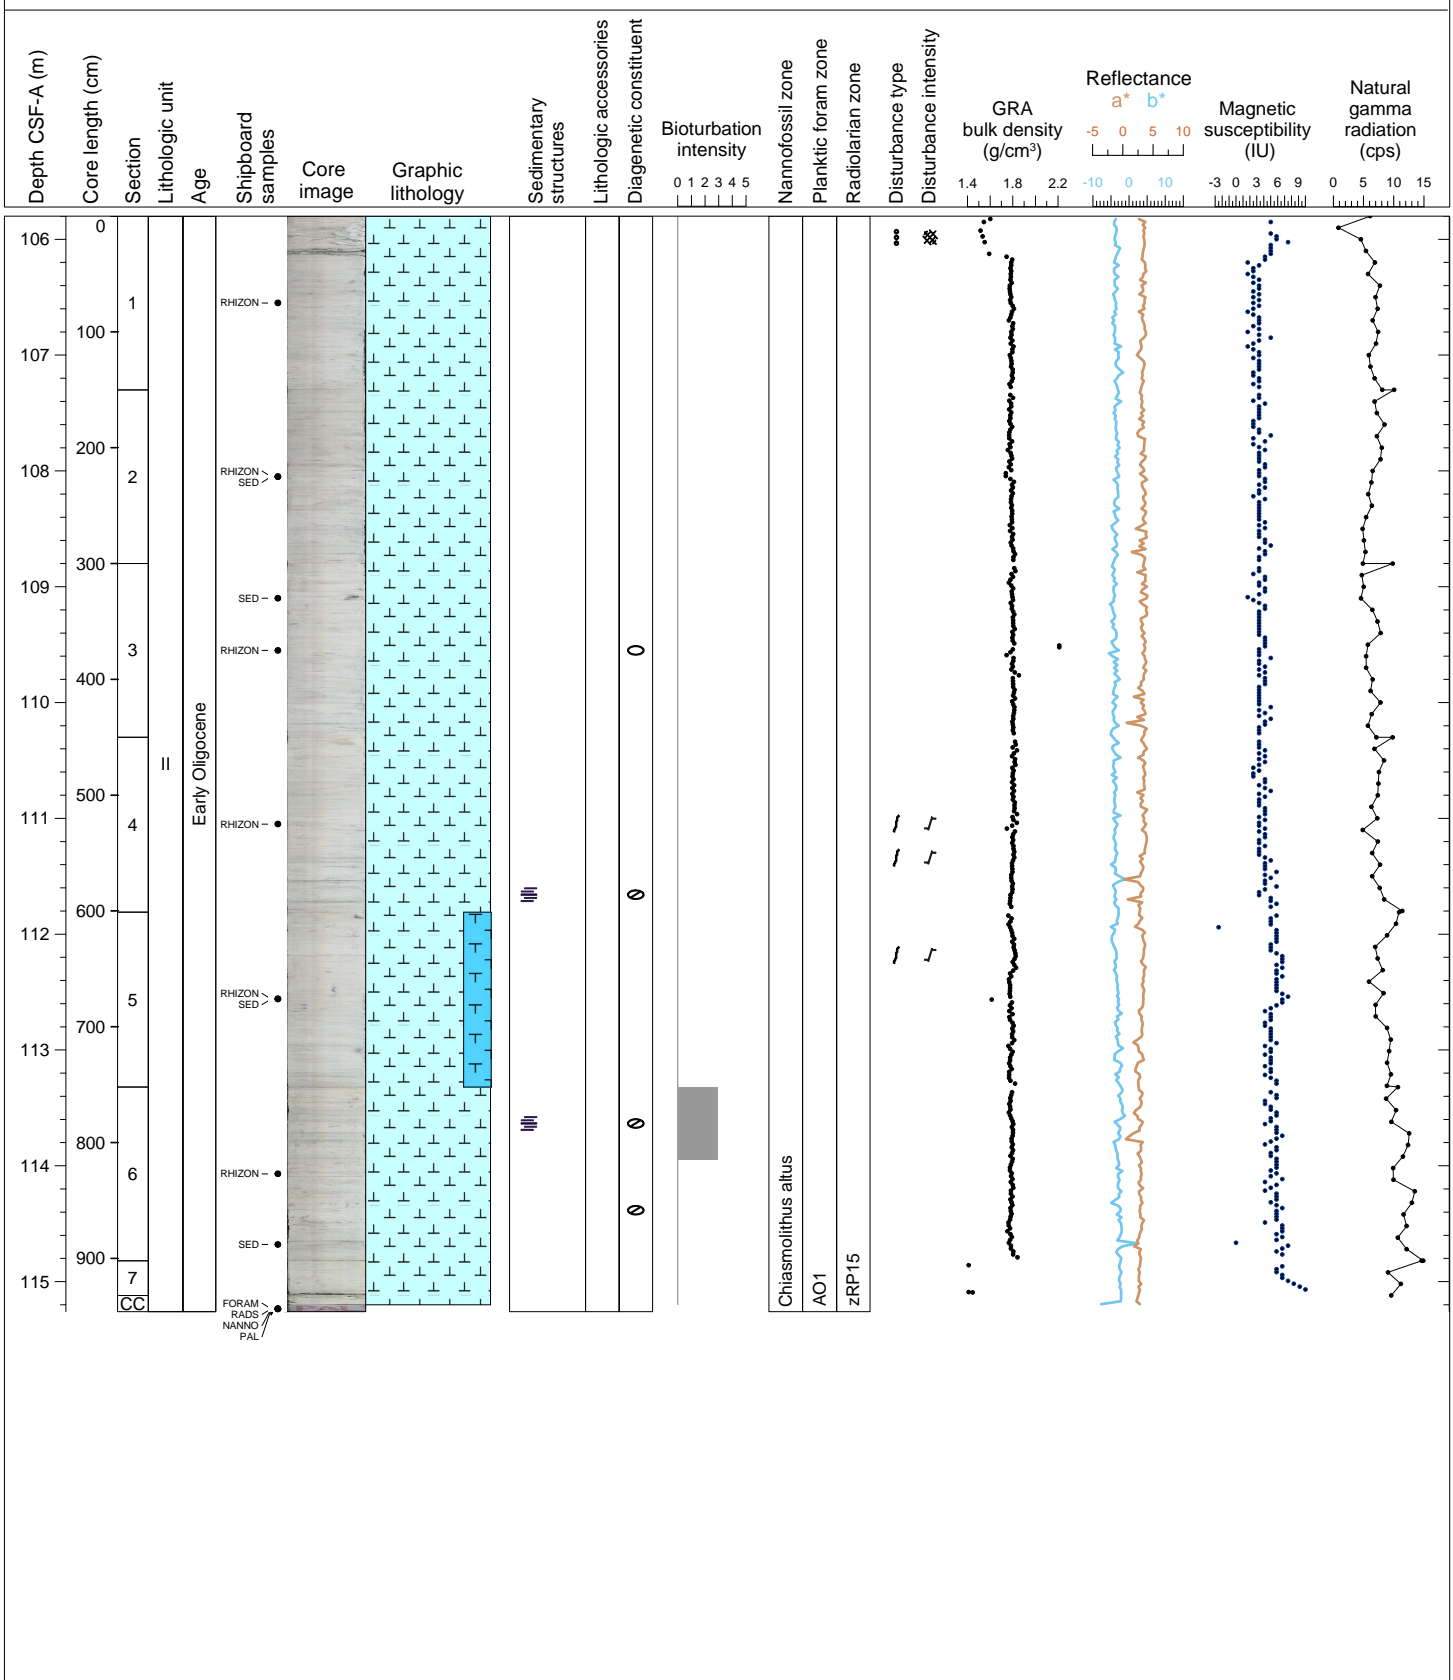 Depth CSF-A (m)
Core length (cm)
Section
Lithologic unit
Age
Shipboard
samples
Core
image
Graphic
lithology
Sedimentary
structures
Lithologic accessories
Diagenetic constituent
Bioturbation
intensity
0 1 2 3 4 5
Nannofossil zone
Planktic foram zone
Radiolarian zone
Disturbance type
Disturbance intensity
GRA
bulk density
(g/cm³)
1.4 1.8 2.2
Reflectance
a* b*
-5 0 5 10
-10 0 10
Magnetic
susceptibility
(IU)
-3 0 3 6 9
Natural
gamma
radiation
(cps)
0 5 10 15
106
107
108
109
110
111
112
113
114
115
0
100
200
300
400
500
600
700
800
900
1
2
3
4
5
6
7
CC
II
Early Oligocene
RHIZON
RHIZON
SED
SED
RHIZON
RHIZON
RHIZON
SED
RHIZON
SED
FORAM
RADS
NANNO
PAL
Chiasmolithus altus
AO1
zRP15